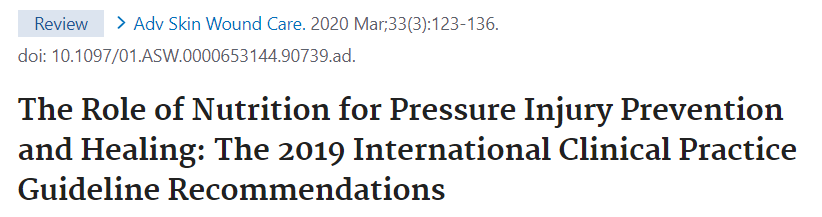 Review > Adv Skin Wound Care. 2020 Mar;33(3):123-136.
doi: 10.1097/01.ASW.0000653144.90739.ad.
The Role of Nutrition for Pressure Injury Prevention
and Healing: The 2019 International Clinical Practice
Guideline Recommendations